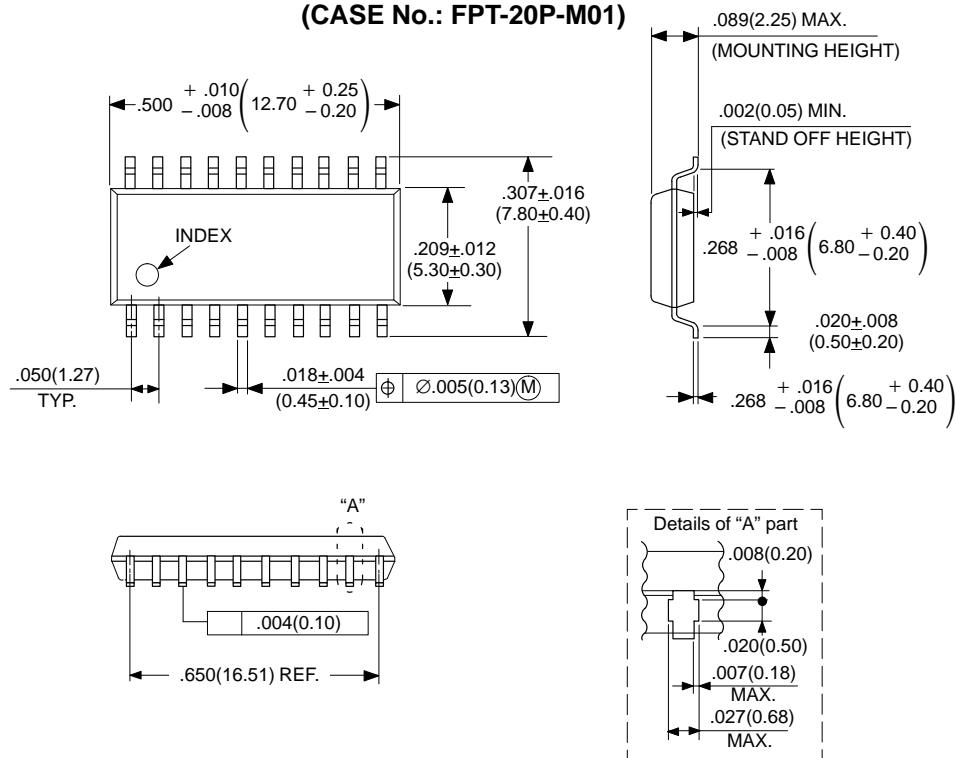 (CASE No.: FPT-20P-M01)
.089(2.25) MAX.
(MOUNTING HEIGHT)
.500 + .010 − .008 (12.70 + 0.25 − 0.20)
.002(0.05) MIN.
(STAND OFF HEIGHT)
.307±.016
(7.80±0.40)
INDEX
.209±.012
(5.30±0.30)
.268 + .016 − .008 (6.80 + 0.40 − 0.20)
.020±.008
(0.50±0.20)
.050(1.27)
TYP.
.018±.004
(0.45±0.10)
⌖ Ø.005(0.13)Ⓜ
.268 + .016 − .008 (6.80 + 0.40 − 0.20)
“A”
.004(0.10)
.650(16.51) REF.
Details of “A” part
.008(0.20)
.020(0.50)
.007(0.18)
MAX.
.027(0.68)
MAX.